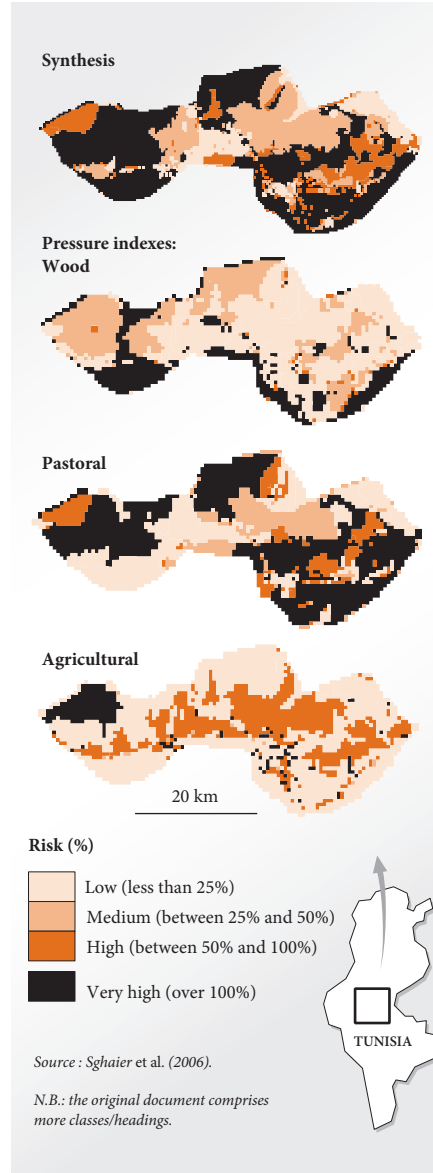 Synthesis
Pressure indexes:
Wood
Pastoral
Agricultural
20 km
Risk (%)
Low (less than 25%)
Medium (between 25% and 50%)
High (between 50% and 100%)
Very high (over 100%)
TUNISIA
Source : Sghaier et al. (2006).
N.B.: the original document comprises
more classes/headings.